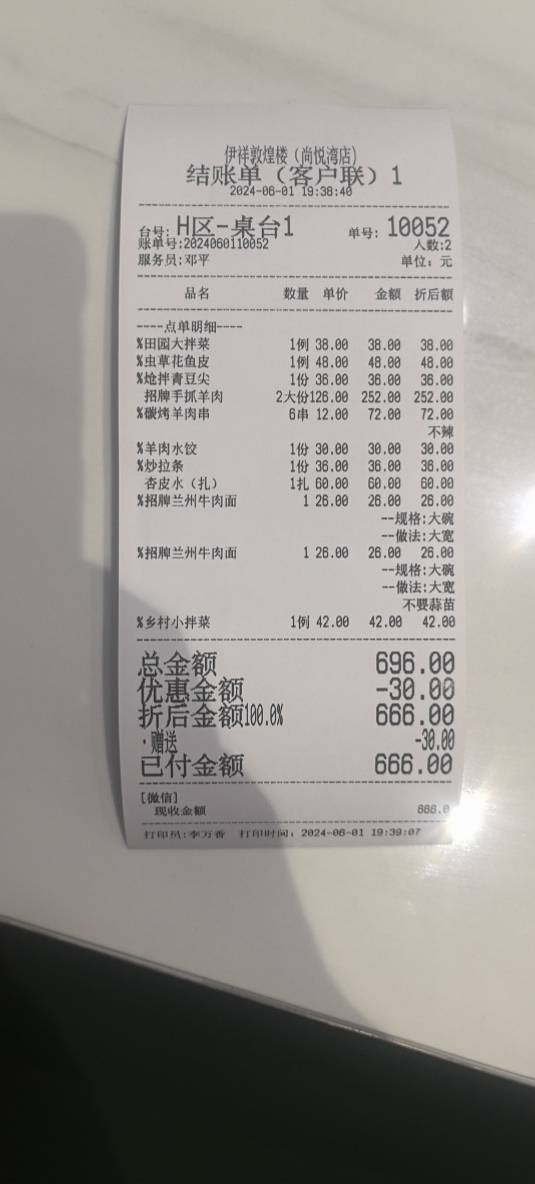 伊祥敦煌楼（尚悦湾店）
结账单（客户联）1
2024-06-01 19:38:40
台号: H区-桌台1 单号: 10052
账单号:2024060110052 人数:2
服务员:邓平 单位: 元
品名 数量 单价 金额 折后额
----点单明细----
%田园大拌菜 1例 38.00 38.00 38.00
%虫草花鱼皮 1例 48.00 48.00 48.00
%炝拌青豆尖 1份 36.00 36.00 36.00
招牌手抓羊肉 2大份126.00 252.00 252.00
%碳烤羊肉串 6串 12.00 72.00 72.00
不辣
%羊肉水饺 1份 30.00 30.00 30.00
%炒拉条 1份 36.00 36.00 36.00
杏皮水（扎） 1扎 60.00 60.00 60.00
%招牌兰州牛肉面 1 26.00 26.00 26.00
--规格:大碗
--做法:大宽
%招牌兰州牛肉面 1 26.00 26.00 26.00
--规格:大碗
--做法:大宽
不要蒜苗
%乡村小拌菜 1例 42.00 42.00 42.00
总金额 696.00
优惠金额 -30.00
折后金额100.0% 666.00
·赠送 -30.00
已付金额 666.00
[微信]
现收金额 666.0
打印员:李万香 打印时间: 2024-06-01 19:39:07